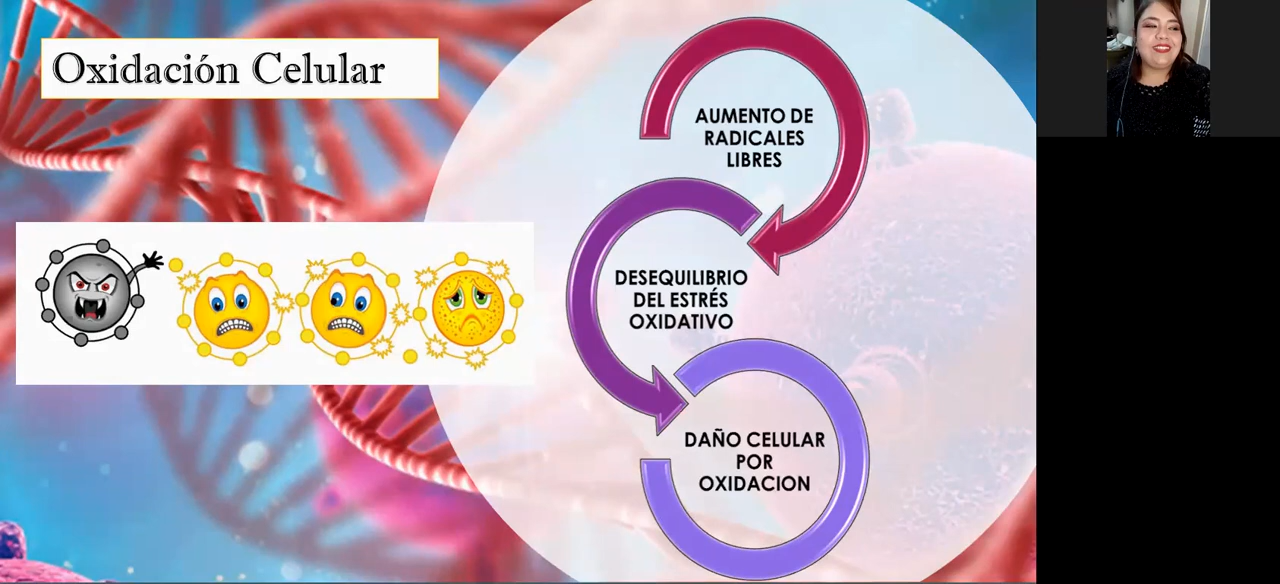 Oxidación Celular
AUMENTO DE
RADICALES
LIBRES
DESEQUILIBRIO
DEL ESTRÉS
OXIDATIVO
DAÑO CELULAR
POR
OXIDACION